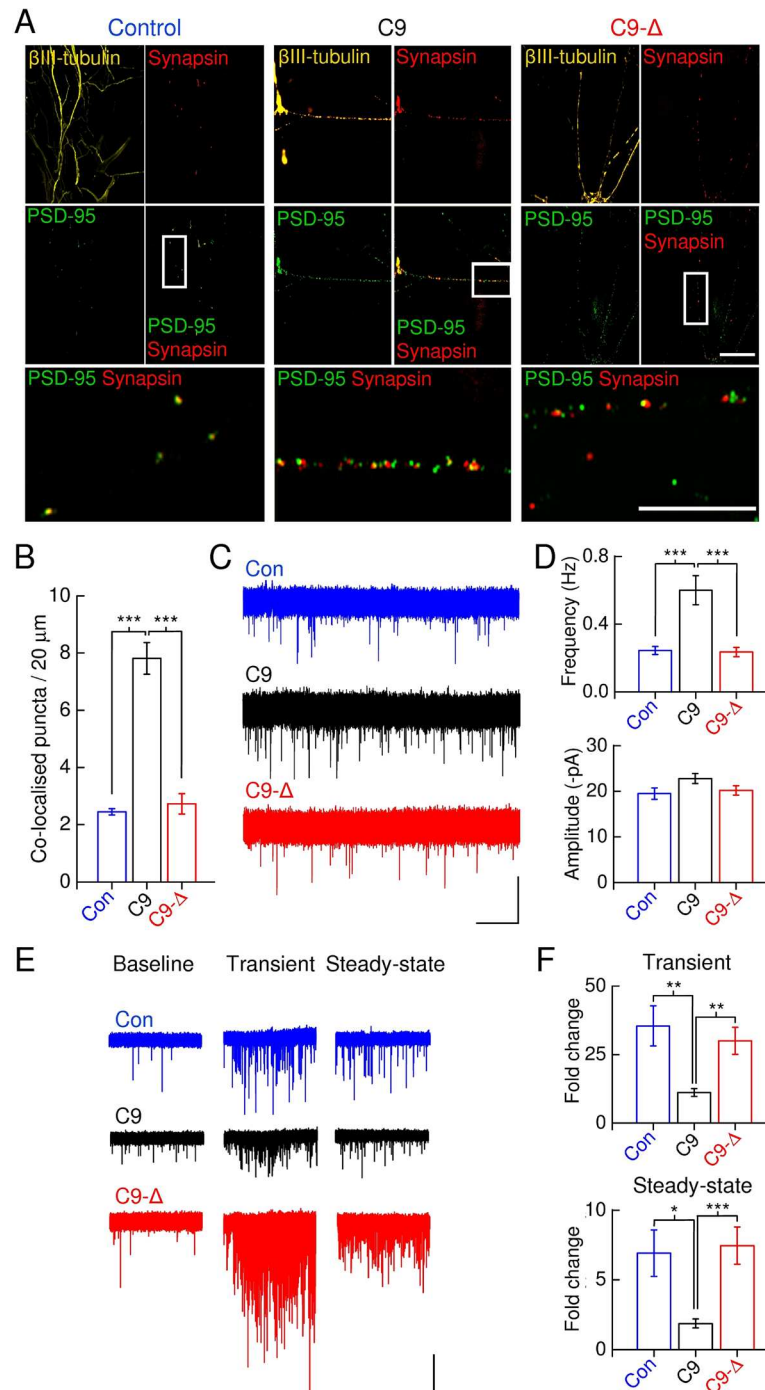 A
Control
C9
C9-Δ
βIII-tubulin
Synapsin
βIII-tubulin
Synapsin
βIII-tubulin
Synapsin
PSD-95
PSD-95
Synapsin
PSD-95
PSD-95
Synapsin
PSD-95
PSD-95
Synapsin
PSD-95 Synapsin
PSD-95 Synapsin
PSD-95 Synapsin
B
Co-localised puncta / 20 μm
10
8
6
4
2
0
***
***
Con
C9
C9-Δ
C
Con
C9
C9-Δ
D
Frequency (Hz)
0.8
0.4
0.0
***
***
Con
C9
C9-Δ
Amplitude (-pA)
30
20
10
0
Con
C9
C9-Δ
E
Baseline
Transient
Steady-state
Con
C9
C9-Δ
F
Transient
Fold change
50
25
0
**
**
Con
C9
C9-Δ
Steady-state
Fold change
10
5
0
*
***
Con
C9
C9-Δ